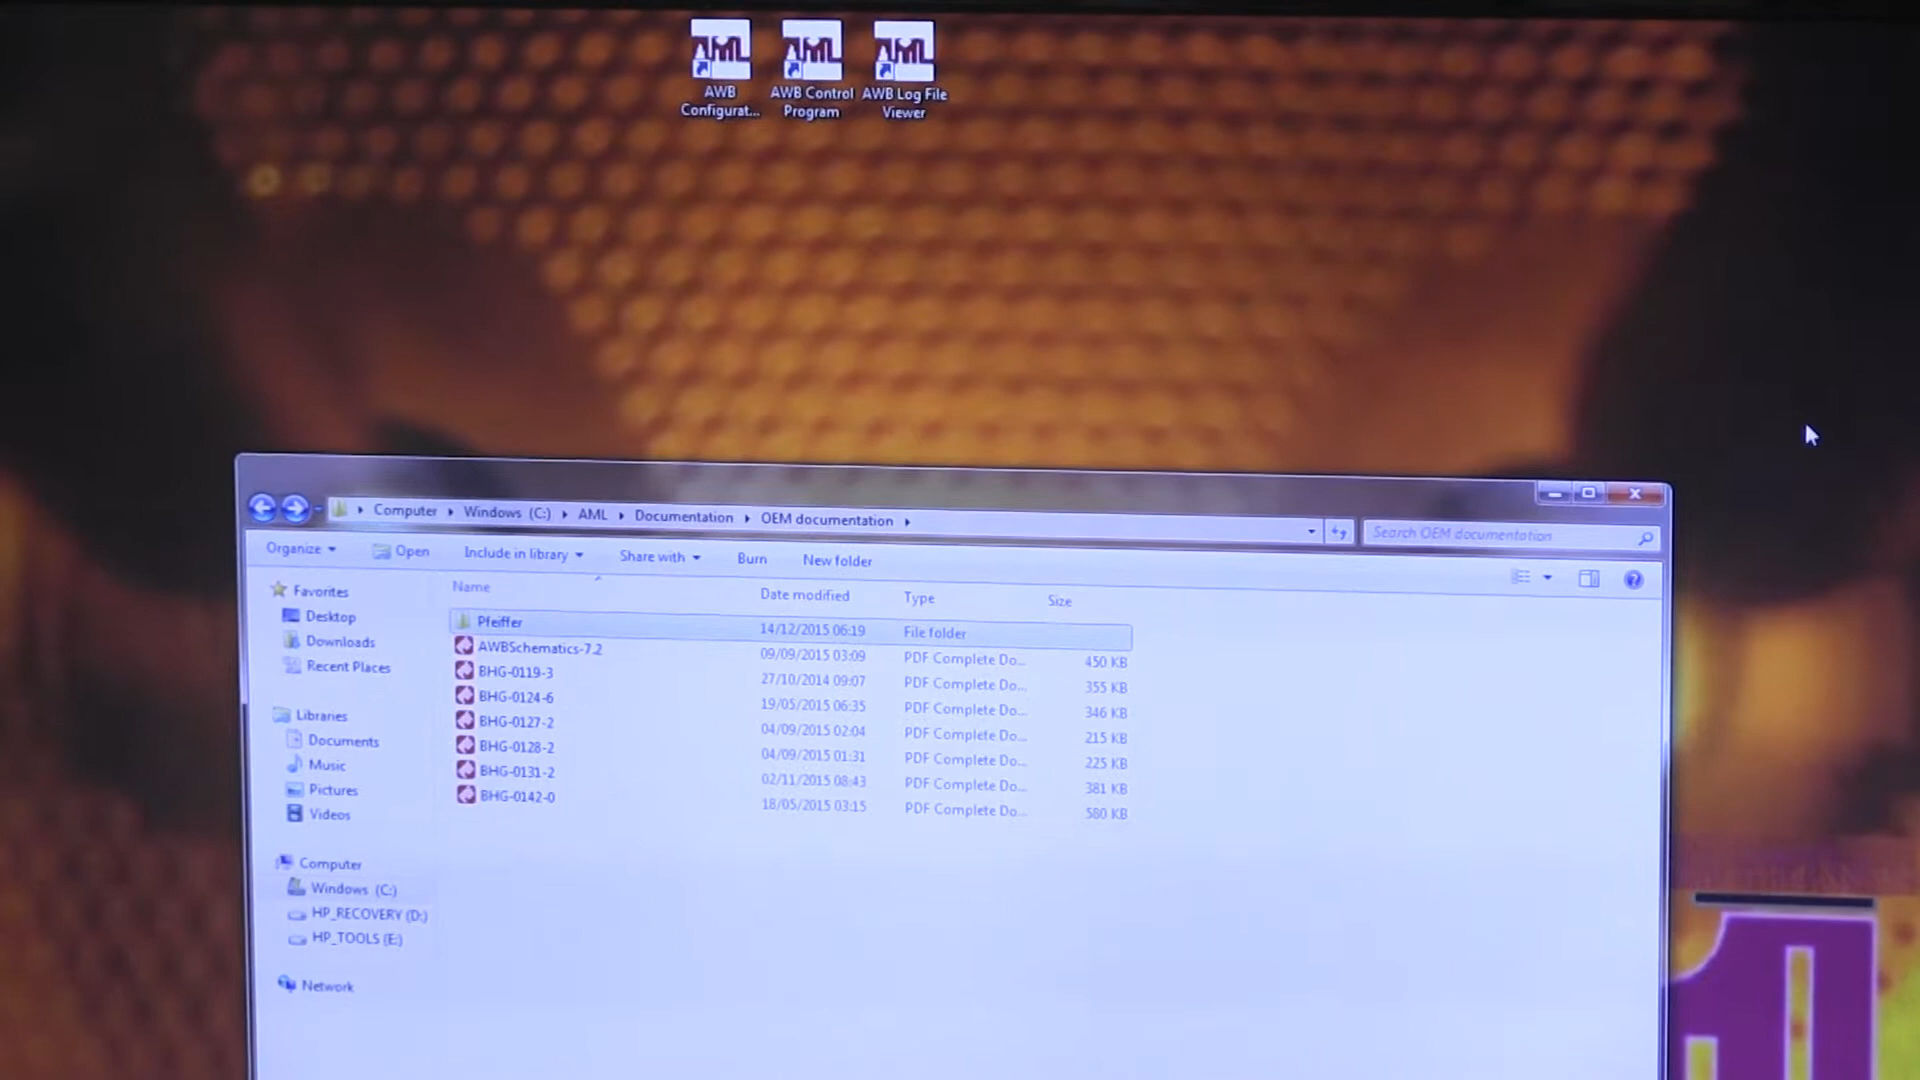 AML AML AML
AWB Configurat...
AWB Control Program
AWB Log File Viewer
Computer Windows (C:) AML Documentation OEM documentation
Search OEM documentation
Organize Open Include in library Share with Burn New folder
Name Date modified Type Size
Pfeiffer 14/12/2015 06:19 File folder
AWBSchematics-7.2 09/09/2015 03:09 PDF Complete Do... 450 KB
BHG-0119-3 27/10/2014 09:07 PDF Complete Do... 355 KB
BHG-0124-6 19/05/2015 06:35 PDF Complete Do... 346 KB
BHG-0127-2 04/09/2015 02:04 PDF Complete Do... 215 KB
BHG-0128-2 04/09/2015 01:31 PDF Complete Do... 225 KB
BHG-0131-2 02/11/2015 08:43 PDF Complete Do... 381 KB
BHG-0142-0 18/05/2015 03:15 PDF Complete Do... 580 KB
Favorites
Desktop
Downloads
Recent Places
Libraries
Documents
Music
Pictures
Videos
Computer
Windows (C:)
HP_RECOVERY (D:)
HP_TOOLS (E:)
Network